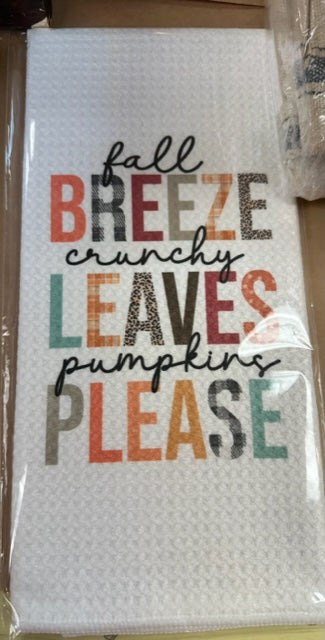 fall
BREEZE
crunchy
LEAVES
pumpkins
PLEASE